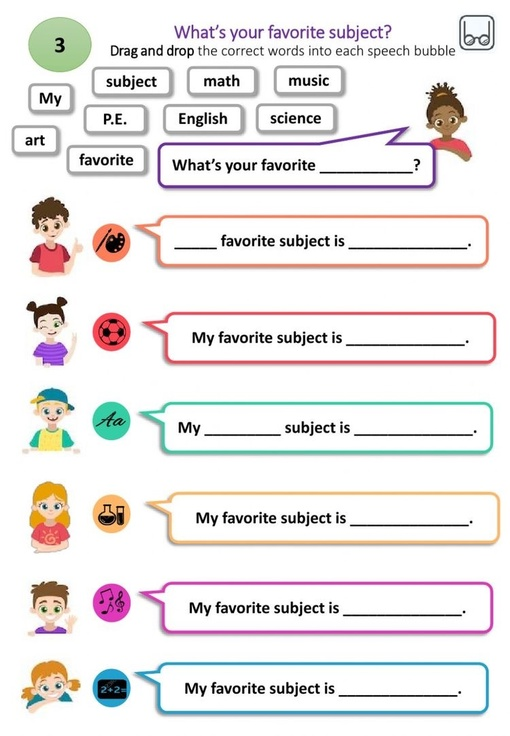 3
What's your favorite subject?
Drag and drop the correct words into each speech bubble
My
subject
math
music
P.E.
English
science
art
favorite
What's your favorite ___________?
_____ favorite subject is ______________.
My favorite subject is ______________.
My _________ subject is ______________.
Aa
My favorite subject is ______________.
My favorite subject is ______________.
2+2=
My favorite subject is ______________.